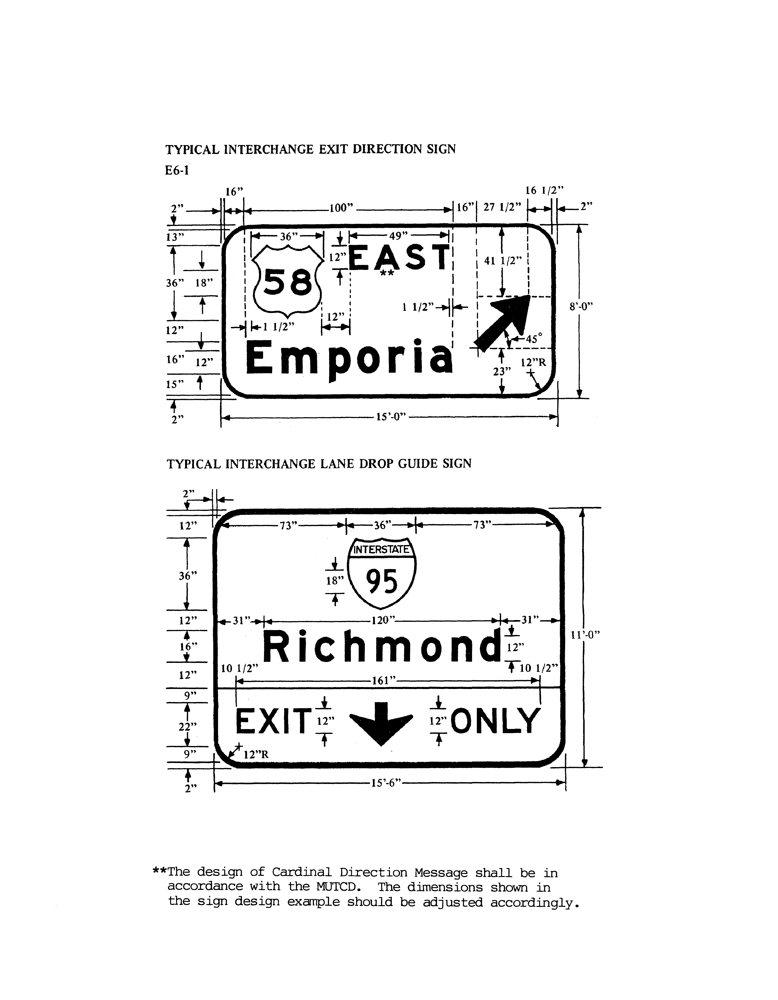 TYPICAL INTERCHANGE EXIT DIRECTION SIGN
E6-1
16” 16 1/2”
2” 100” 16” 27 1/2” 2”
13” 36” 49”
12” EAST
**
41 1/2”
36” 18” 58
1 1/2” 8’-0”
12”
12” 1 1/2”
45°
16” 12” Emporia 12”R
23”
15”
2” 15’-0”
TYPICAL INTERCHANGE LANE DROP GUIDE SIGN
2”
12” 73” 36” 73”
INTERSTATE
36” 18” 95
12” 31” 120” 31”
11’-0”
16” Richmond 12”
10 1/2” 10 1/2”
12” 161”
9”
22” EXIT 12” 12” ONLY
9” 12”R
2” 15’-6”
**The design of Cardinal Direction Message shall be in
accordance with the MUTCD. The dimensions shown in
the sign design example should be adjusted accordingly.